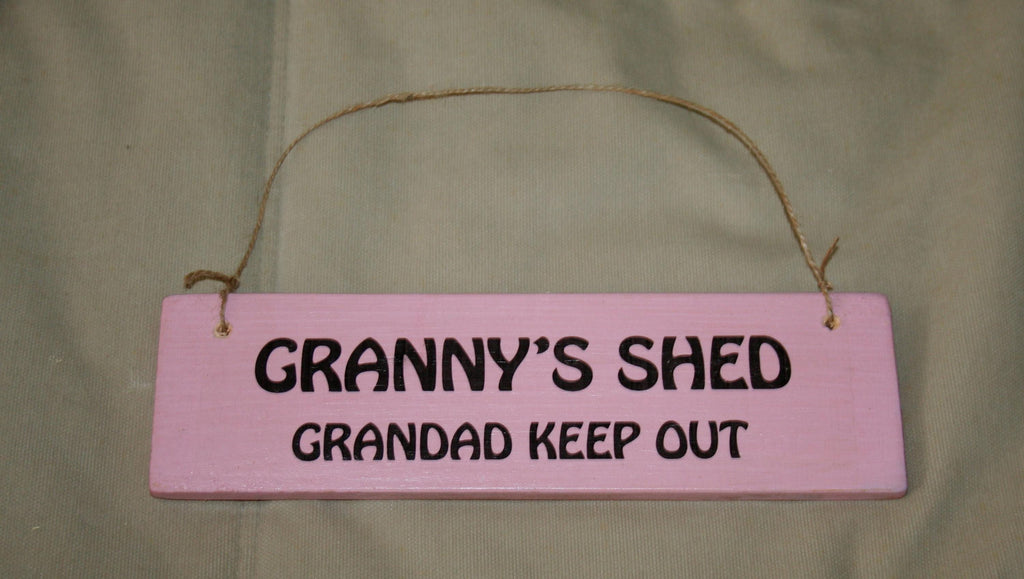 GRANNY'S SHED
GRANDAD KEEP OUT